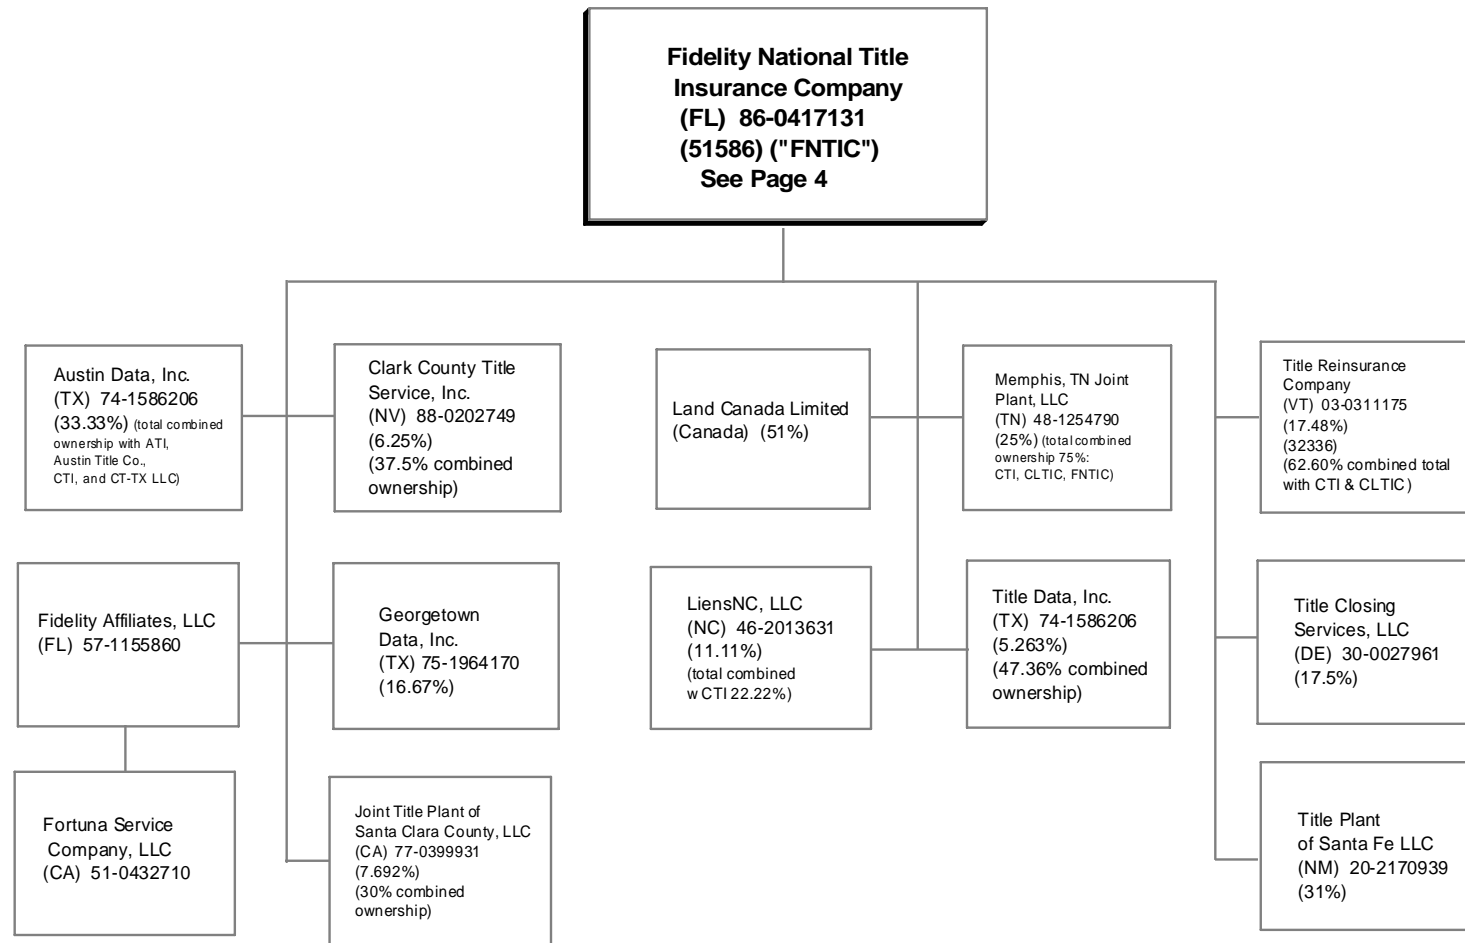 Fidelity National Title
Insurance Company
(FL) 86-0417131
(51586) ("FNTIC")
See Page 4
Austin Data, Inc.
(TX) 74-1586206
(33.33%) (total combined
ownership with ATI,
Austin Title Co.,
CTI, and CT-TX LLC)
Clark County Title
Service, Inc.
(NV) 88-0202749
(6.25%)
(37.5% combined
ownership)
Land Canada Limited
(Canada) (51%)
Memphis, TN Joint
Plant, LLC
(TN) 48-1254790
(25%) (total combined
ownership 75%:
CTI, CLTIC, FNTIC)
Title Reinsurance
Company
(VT) 03-0311175
(17.48%)
(32336)
(62.60% combined total
with CTI & CLTIC)
Fidelity Affiliates, LLC
(FL) 57-1155860
Georgetown
Data, Inc.
(TX) 75-1964170
(16.67%)
LiensNC, LLC
(NC) 46-2013631
(11.11%)
(total combined
w CTI 22.22%)
Title Data, Inc.
(TX) 74-1586206
(5.263%)
(47.36% combined
ownership)
Title Closing
Services, LLC
(DE) 30-0027961
(17.5%)
Fortuna Service
Company, LLC
(CA) 51-0432710
Joint Title Plant of
Santa Clara County, LLC
(CA) 77-0399931
(7.692%)
(30% combined
ownership)
Title Plant
of Santa Fe LLC
(NM) 20-2170939
(31%)